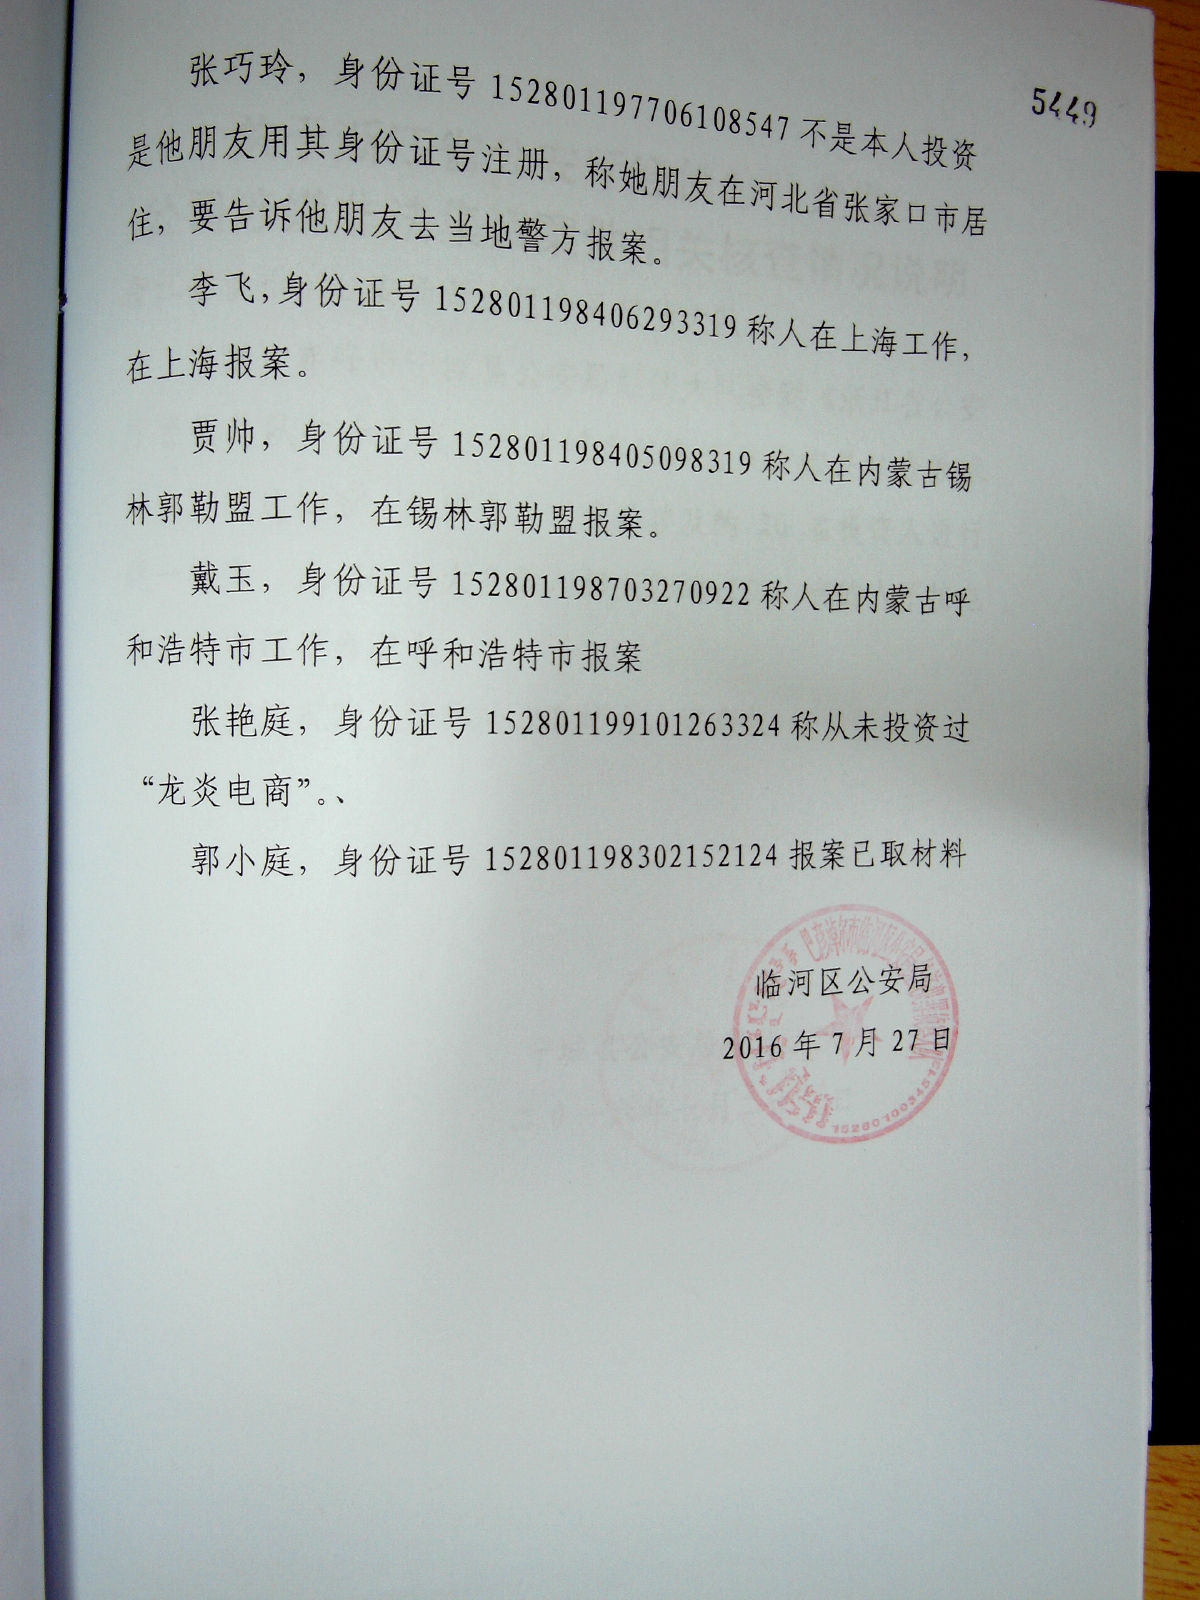 5449
张巧玲，身份证号 152801197706108547 不是本人投资
是他朋友用其身份证号注册，称她朋友在河北省张家口市居
住，要告诉他朋友去当地警方报案。
李飞，身份证号 152801198406293319 称人在上海工作，
在上海报案。
贾帅，身份证号 152801198405098319 称人在内蒙古锡
林郭勒盟工作，在锡林郭勒盟报案。
戴玉，身份证号 152801198703270922 称人在内蒙古呼
和浩特市工作，在呼和浩特市报案
张艳庭，身份证号 152801199101263324 称从未投资过
“龙炎电商”。、
郭小庭，身份证号 152801198302152124 报案已取材料
临河区公安局
2016 年 7 月 27 日